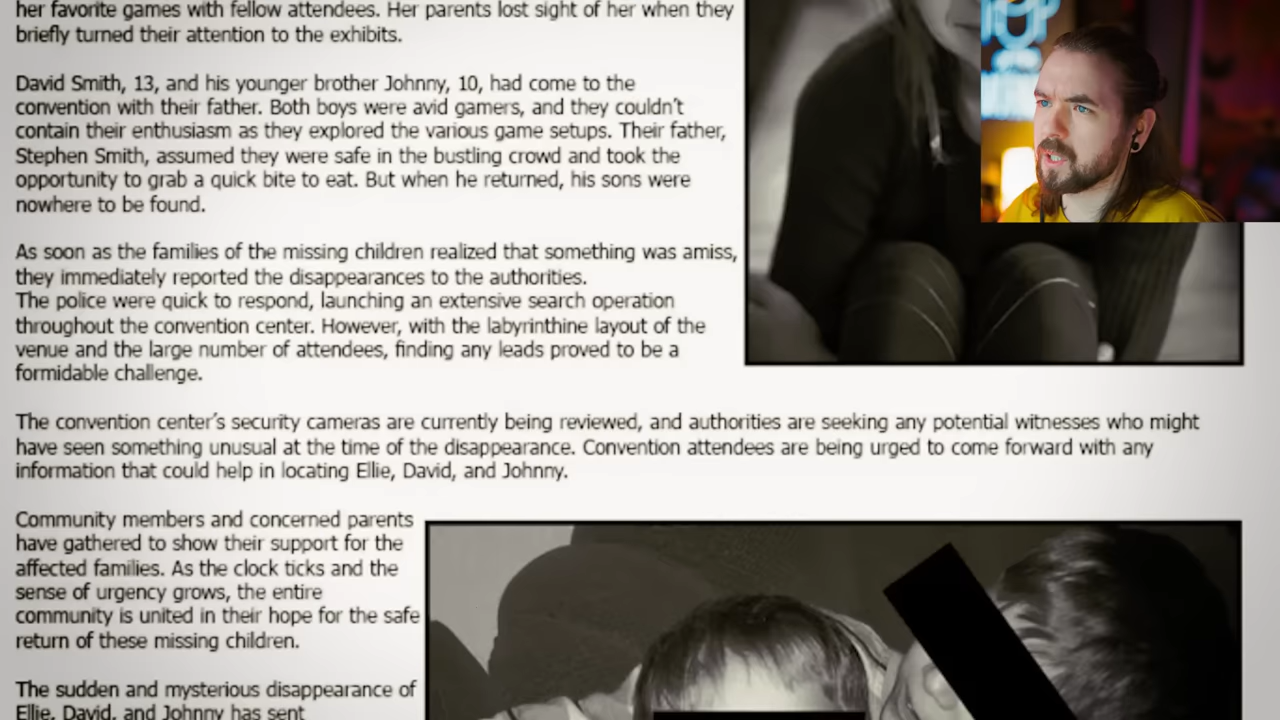 her favorite games with fellow attendees. Her parents lost sight of her when they
briefly turned their attention to the exhibits.
David Smith, 13, and his younger brother Johnny, 10, had come to the
convention with their father. Both boys were avid gamers, and they couldn't
contain their enthusiasm as they explored the various game setups. Their father,
Stephen Smith, assumed they were safe in the bustling crowd and took the
opportunity to grab a quick bite to eat. But when he returned, his sons were
nowhere to be found.
As soon as the families of the missing children realized that something was amiss,
they immediately reported the disappearances to the authorities.
The police were quick to respond, launching an extensive search operation
throughout the convention center. However, with the labyrinthine layout of the
venue and the large number of attendees, finding any leads proved to be a
formidable challenge.
The convention center's security cameras are currently being reviewed, and authorities are seeking any potential witnesses who might
have seen something unusual at the time of the disappearance. Convention attendees are being urged to come forward with any
information that could help in locating Ellie, David, and Johnny.
Community members and concerned parents
have gathered to show their support for the
affected families. As the clock ticks and the
sense of urgency grows, the entire
community is united in their hope for the safe
return of these missing children.
The sudden and mysterious disappearance of
Ellie, David, and Johnny has sent